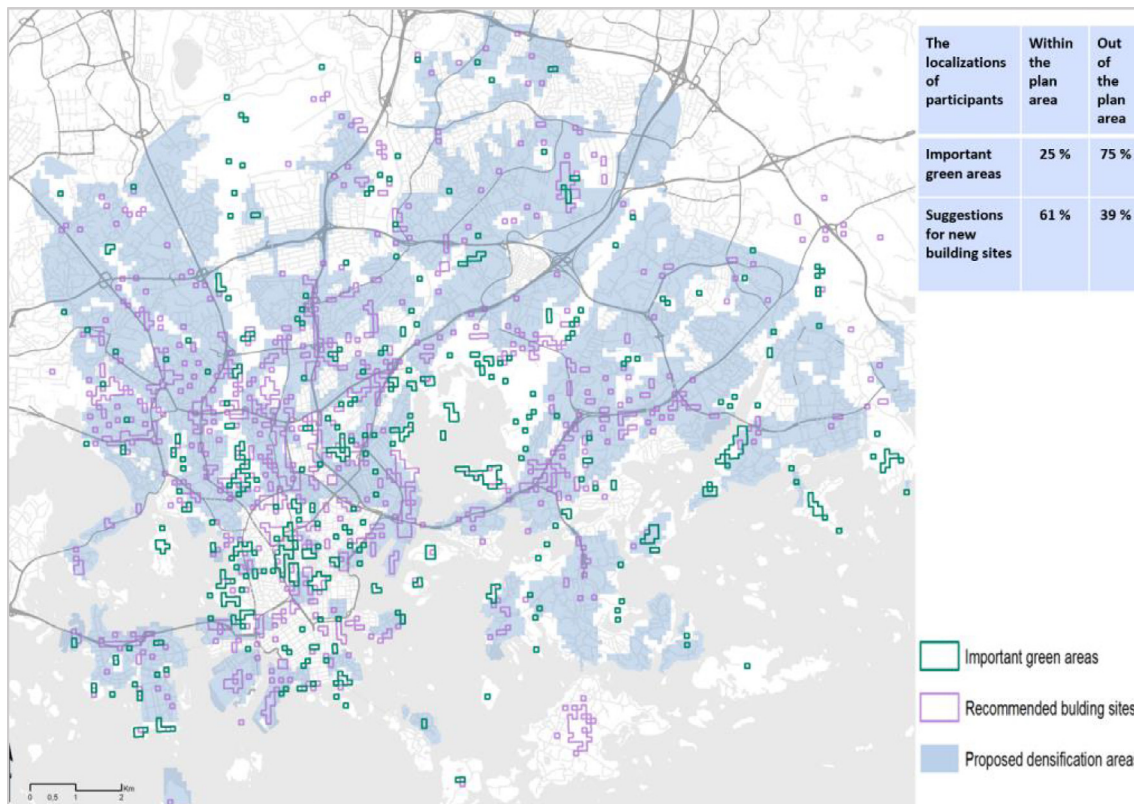 The localizations of participants
Within the plan area
Out of the plan area
Important green areas
25 %
75 %
Suggestions for new building sites
61 %
39 %
Important green areas
Recommended bulding sites
Proposed densification area
Km
0 0,5 1 2